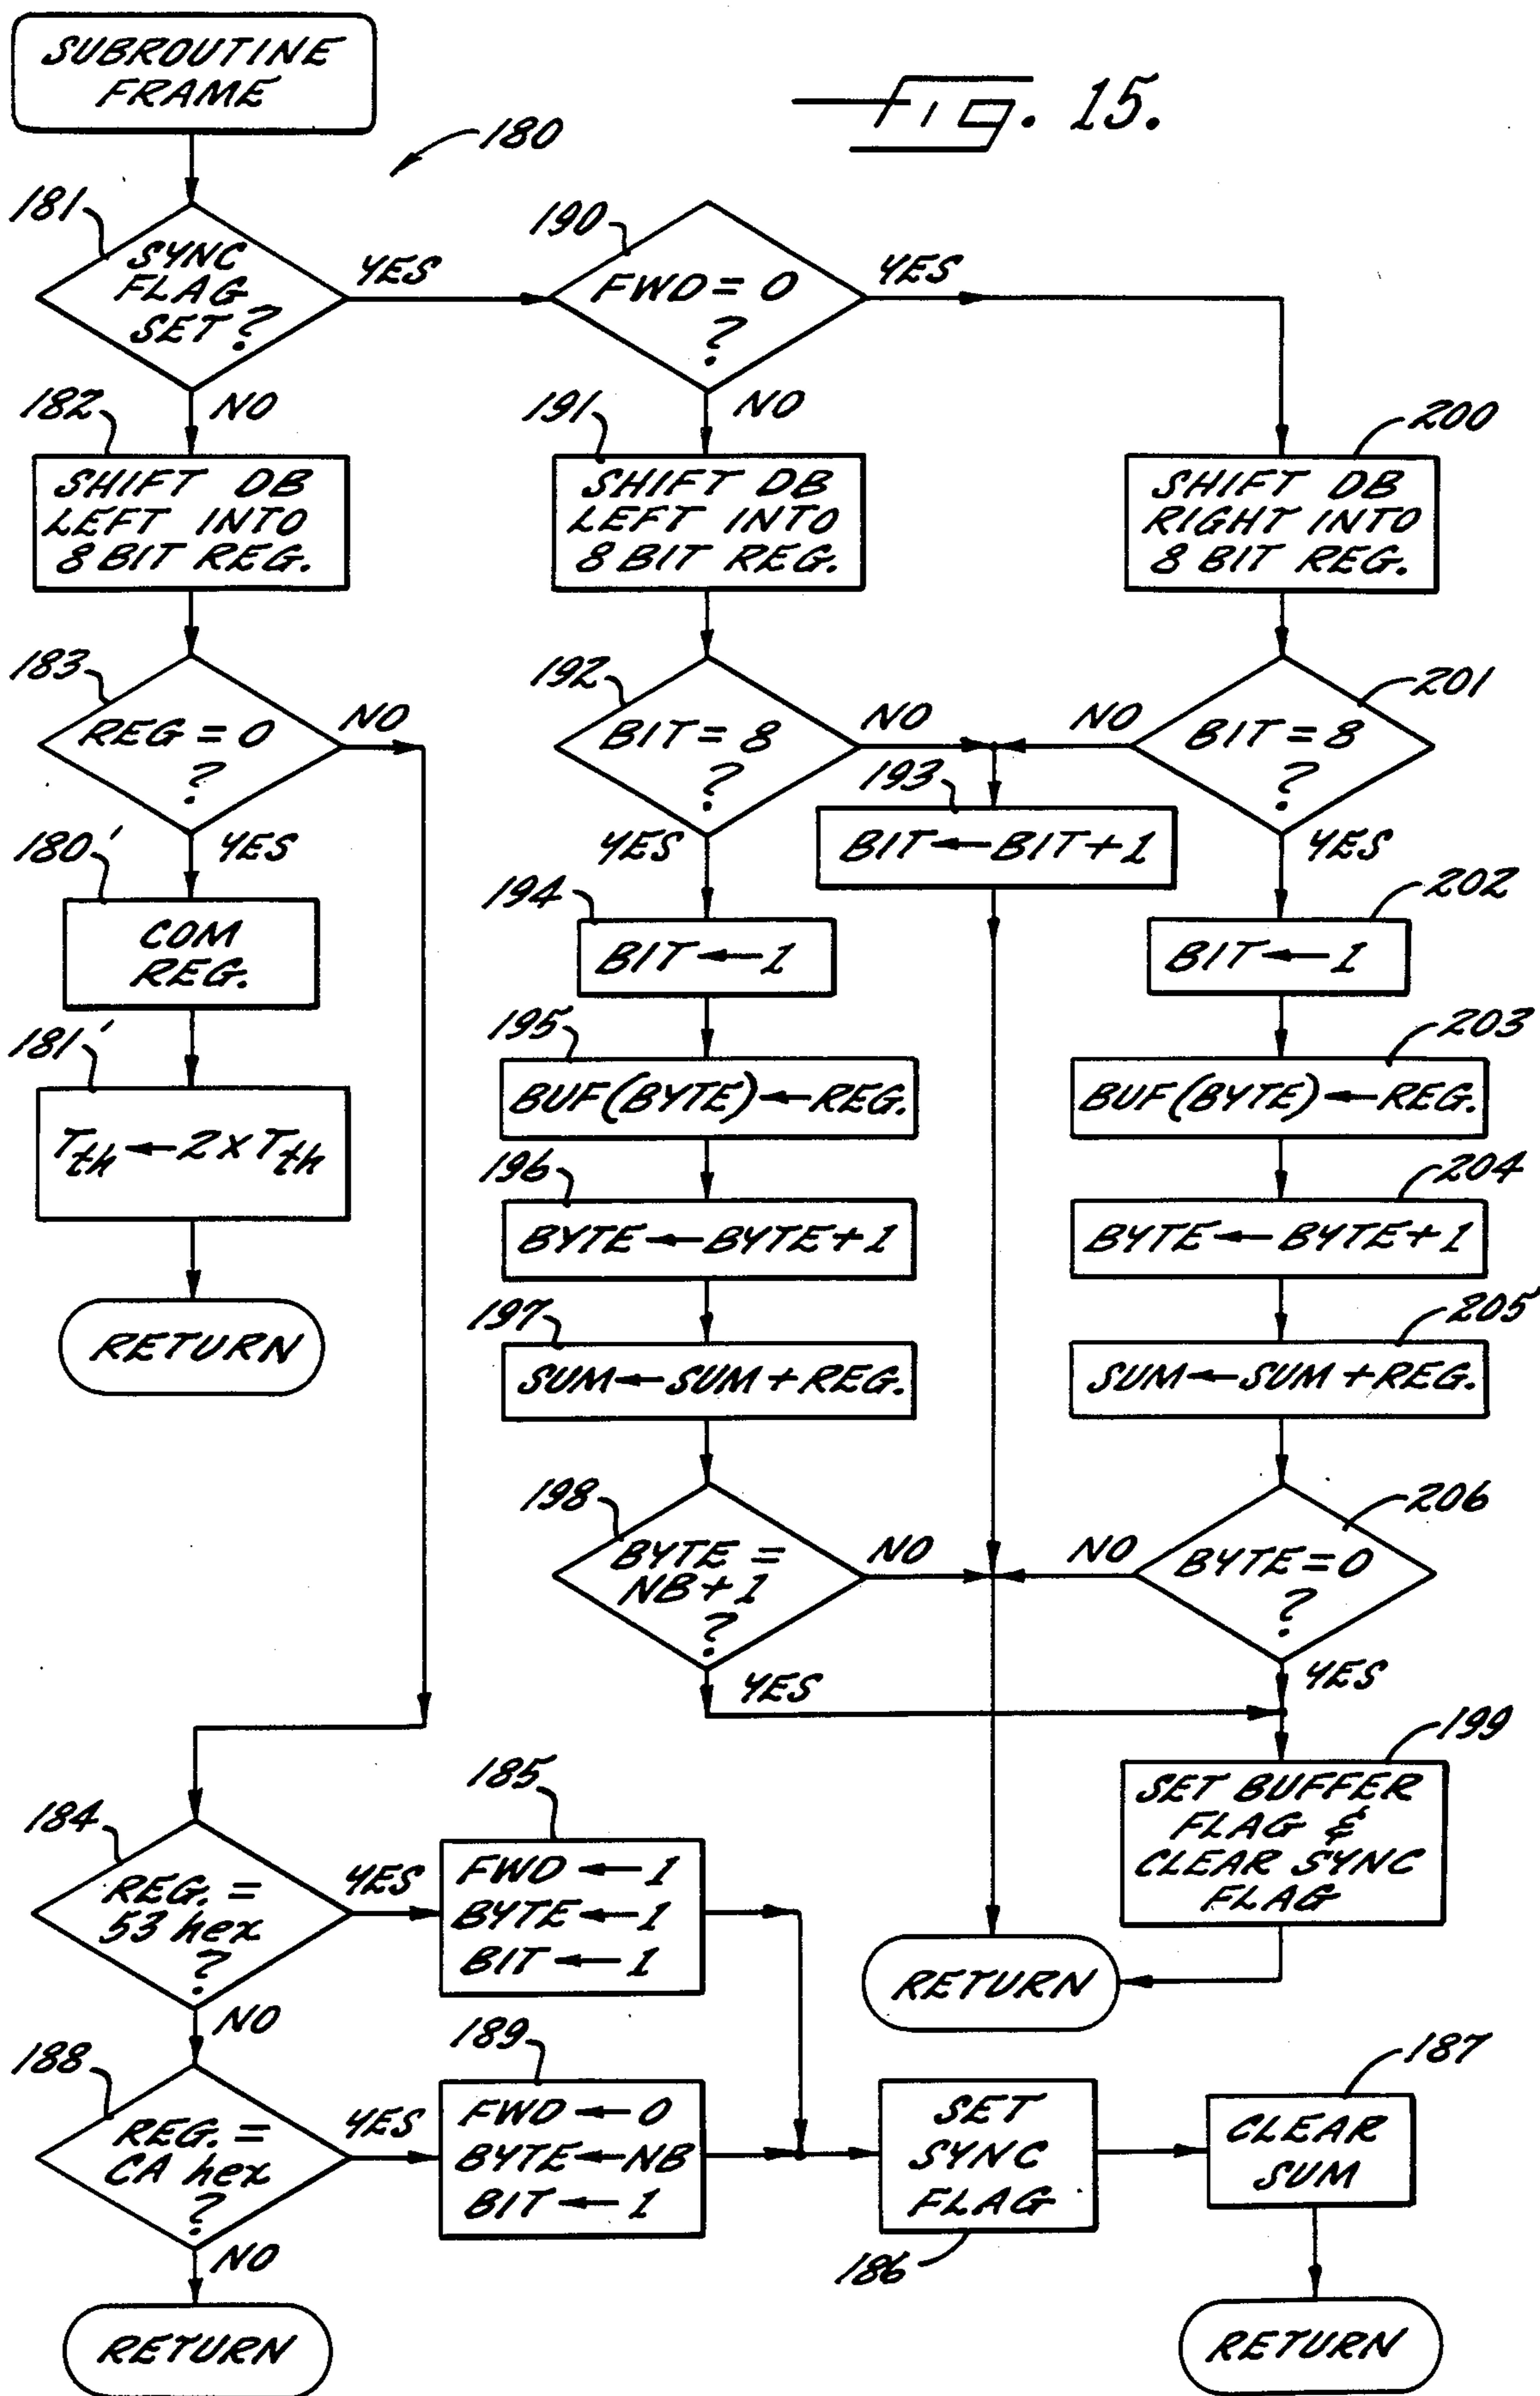 SUBROUTINE
FRAME
Fig. 15.
180
181
SYNC
FLAG
SET?
YES
NO
190
FWD = 0
?
YES
NO
182
SHIFT DB
LEFT INTO
8 BIT REG.
191
SHIFT DB
LEFT INTO
8 BIT REG.
200
SHIFT DB
RIGHT INTO
8 BIT REG.
183
REG = 0
?
NO
YES
192
BIT = 8
?
NO
YES
201
BIT = 8
?
NO
YES
193
BIT ← BIT + 1
180'
COM
REG.
194
BIT ← 1
202
BIT ← 1
181'
Tth ← 2 x Tth
195
BUF(BYTE) ← REG.
203
BUF(BYTE) ← REG.
196
BYTE ← BYTE + 1
204
BYTE ← BYTE + 1
RETURN
197
SUM ← SUM + REG.
205
SUM ← SUM + REG.
198
BYTE =
NB + 1
?
NO
YES
206
BYTE = 0
?
NO
YES
199
SET BUFFER
FLAG &
CLEAR SYNC
FLAG
RETURN
184
REG. =
53 hex
?
YES
NO
185
FWD ← 1
BYTE ← 1
BIT ← 1
188
REG. =
CA hex
?
YES
NO
189
FWD ← 0
BYTE ← NB
BIT ← 1
SET
SYNC
FLAG
186
187
CLEAR
SUM
RETURN
RETURN